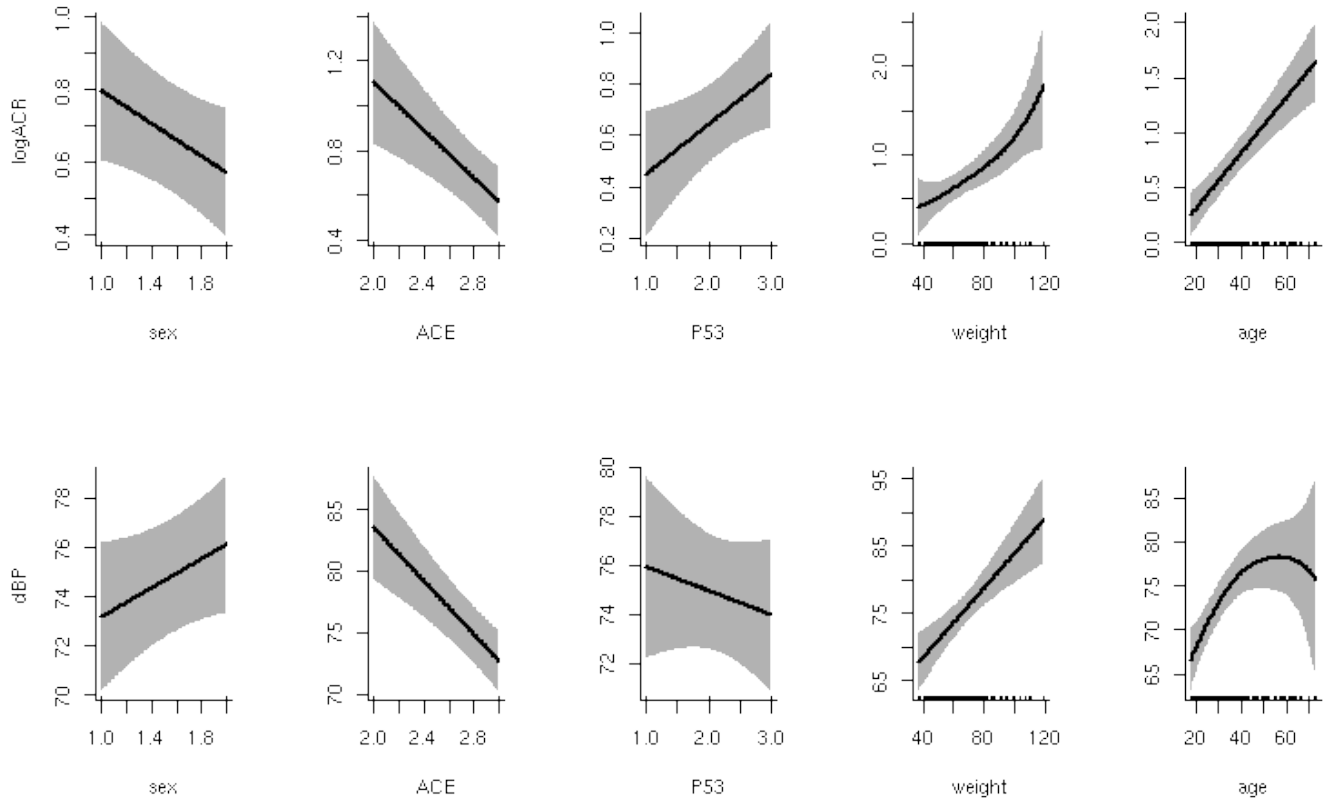 logACR
0.4 0.6 0.8 1.0
1.0 1.4 1.8
sex
0.4 0.8 1.2
2.0 2.4 2.8
ACE
0.2 0.4 0.6 0.8 1.0
1.0 2.0 3.0
P53
0.0 1.0 2.0
40 80 120
weight
0.0 0.5 1.0 1.5 2.0
20 40 60
age
dBP
70 72 74 76 78
1.0 1.4 1.8
sex
70 75 80 85
2.0 2.4 2.8
ACE
72 74 76 78 80
1.0 2.0 3.0
P53
65 75 85 95
40 80 120
weight
65 70 75 80 85
20 40 60
age